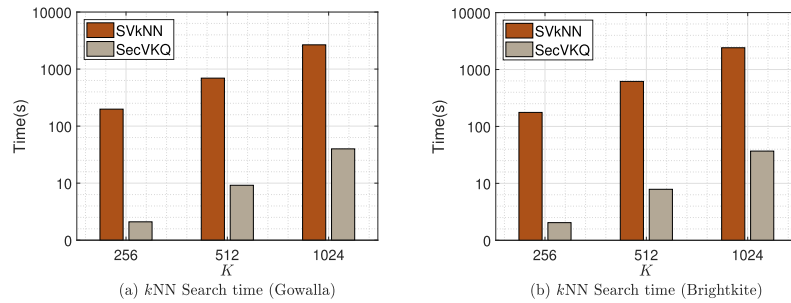 10000
1000
100
10
0
Time(s)
SVkNN
SecVKQ
256
512
1024
K
(a) kNN Search time (Gowalla)
10000
1000
100
10
0
Time(s)
SVkNN
SecVKQ
256
512
1024
K
(b) kNN Search time (Brightkite)